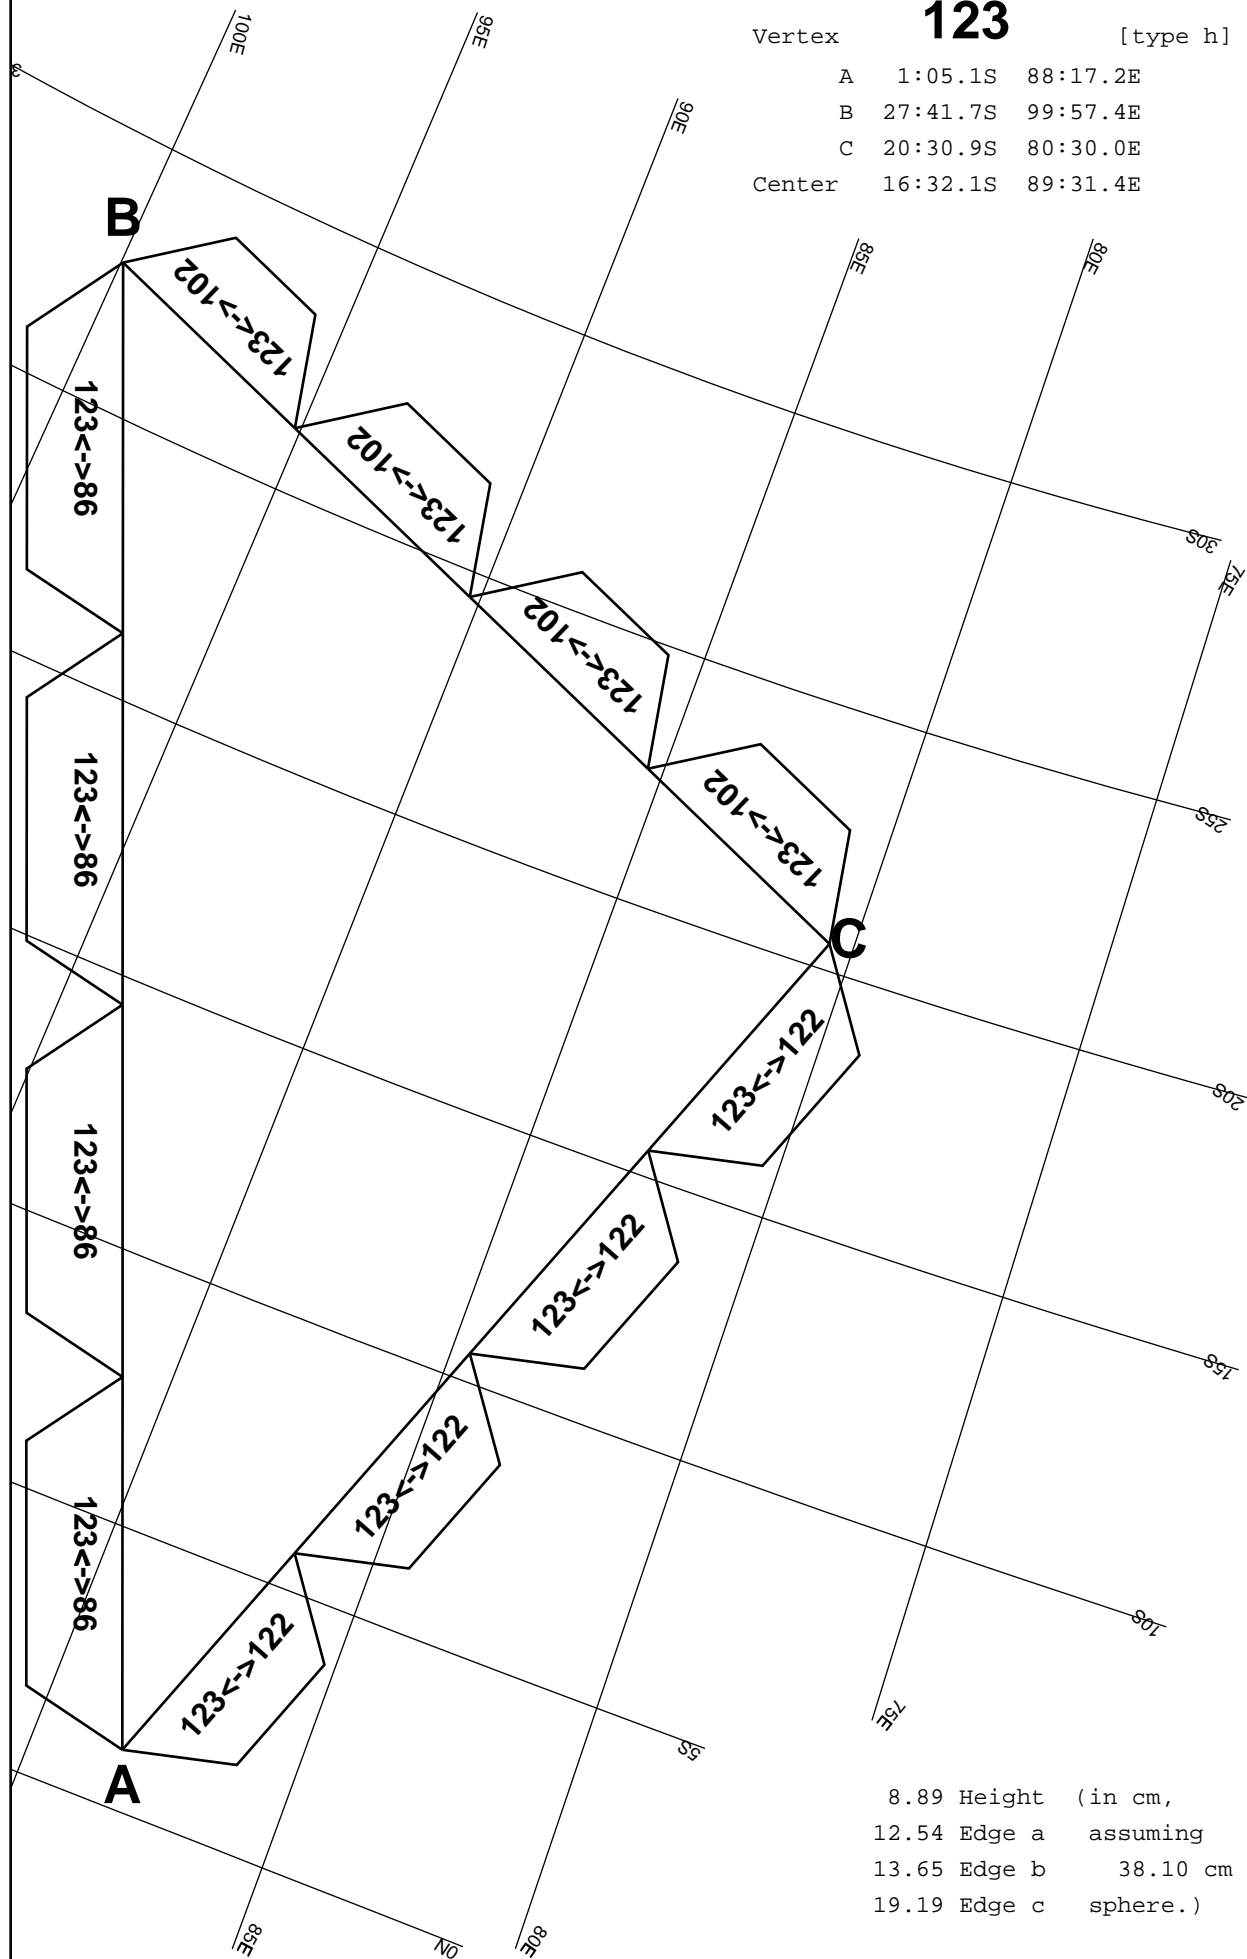 Vertex 123 [type h]
A 1:05.1S 88:17.2E
B 27:41.7S 99:57.4E
C 20:30.9S 80:30.0E
Center 16:32.1S 89:31.4E
100E
95E
90E
85E
80E
3
B
123<->102
123<->102
123<->102
123<->102
123<->86
123<->86
123<->86
123<->86
30S
75E
25S
C
20S
123<->122
123<->122
123<->122
123<->122
15S
10S
75E
5S
A
8.89 Height (in cm,
12.54 Edge a assuming
13.65 Edge b 38.10 cm
19.19 Edge c sphere.)
85E
0N
80E